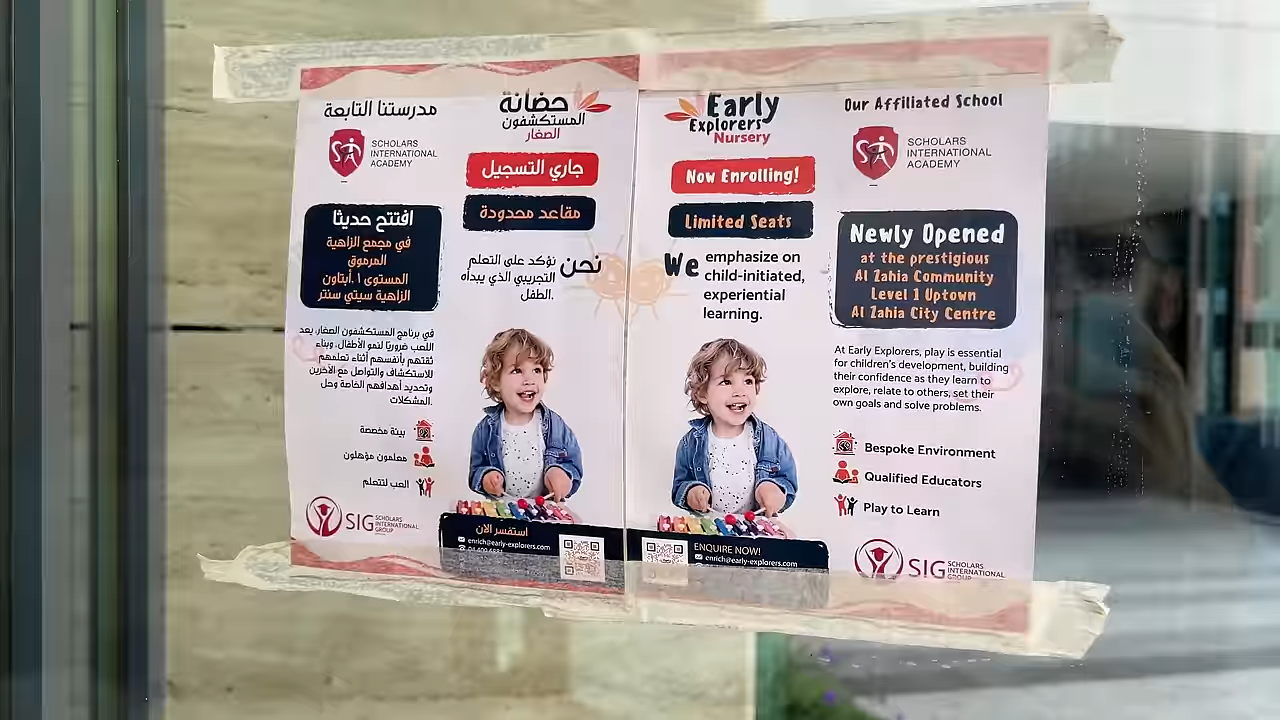 مدرستنا التابعة
SCHOLARS
INTERNATIONAL
ACADEMY
افتتح حديثا
في مجمع الزاهية
المرموق
المستوى ١ أبتاون
الزاهية سيتي سنتر
في برنامج المستكشفون الصغار، يعد
اللعب ضروريًا لنمو الأطفال، وبناء
ثقتهم بأنفسهم أثناء تعلمهم
للاستكشاف والتواصل مع الآخرين
وتحديد أهدافهم الخاصة وحل
المشكلات.
بيئة مخصصة
معلمون مؤهلون
العب لتتعلم
SIG SCHOLARS
INTERNATIONAL
GROUP
حضانة
المستكشفون
الصغار
جاري التسجيل
مقاعد محدودة
نحن نؤكد على التعلم
التجريبي الذي يبدأه
الطفل.
استفسر الان
enrich@early-explorers.com
Early
Explorers
Nursery
Now Enrolling!
Limited Seats
We emphasize on
child-initiated,
experiential
learning.
ENQUIRE NOW!
enrich@early-explorers.com
Our Affiliated School
SCHOLARS
INTERNATIONAL
ACADEMY
Newly Opened
at the prestigious
Al Zahia Community
Level 1 Uptown
Al Zahia City Centre
At Early Explorers, play is essential
for children's development, building
their confidence as they learn to
explore, relate to others, set their
own goals and solve problems.
Bespoke Environment
Qualified Educators
Play to Learn
SIG SCHOLARS
INTERNATIONAL
GROUP